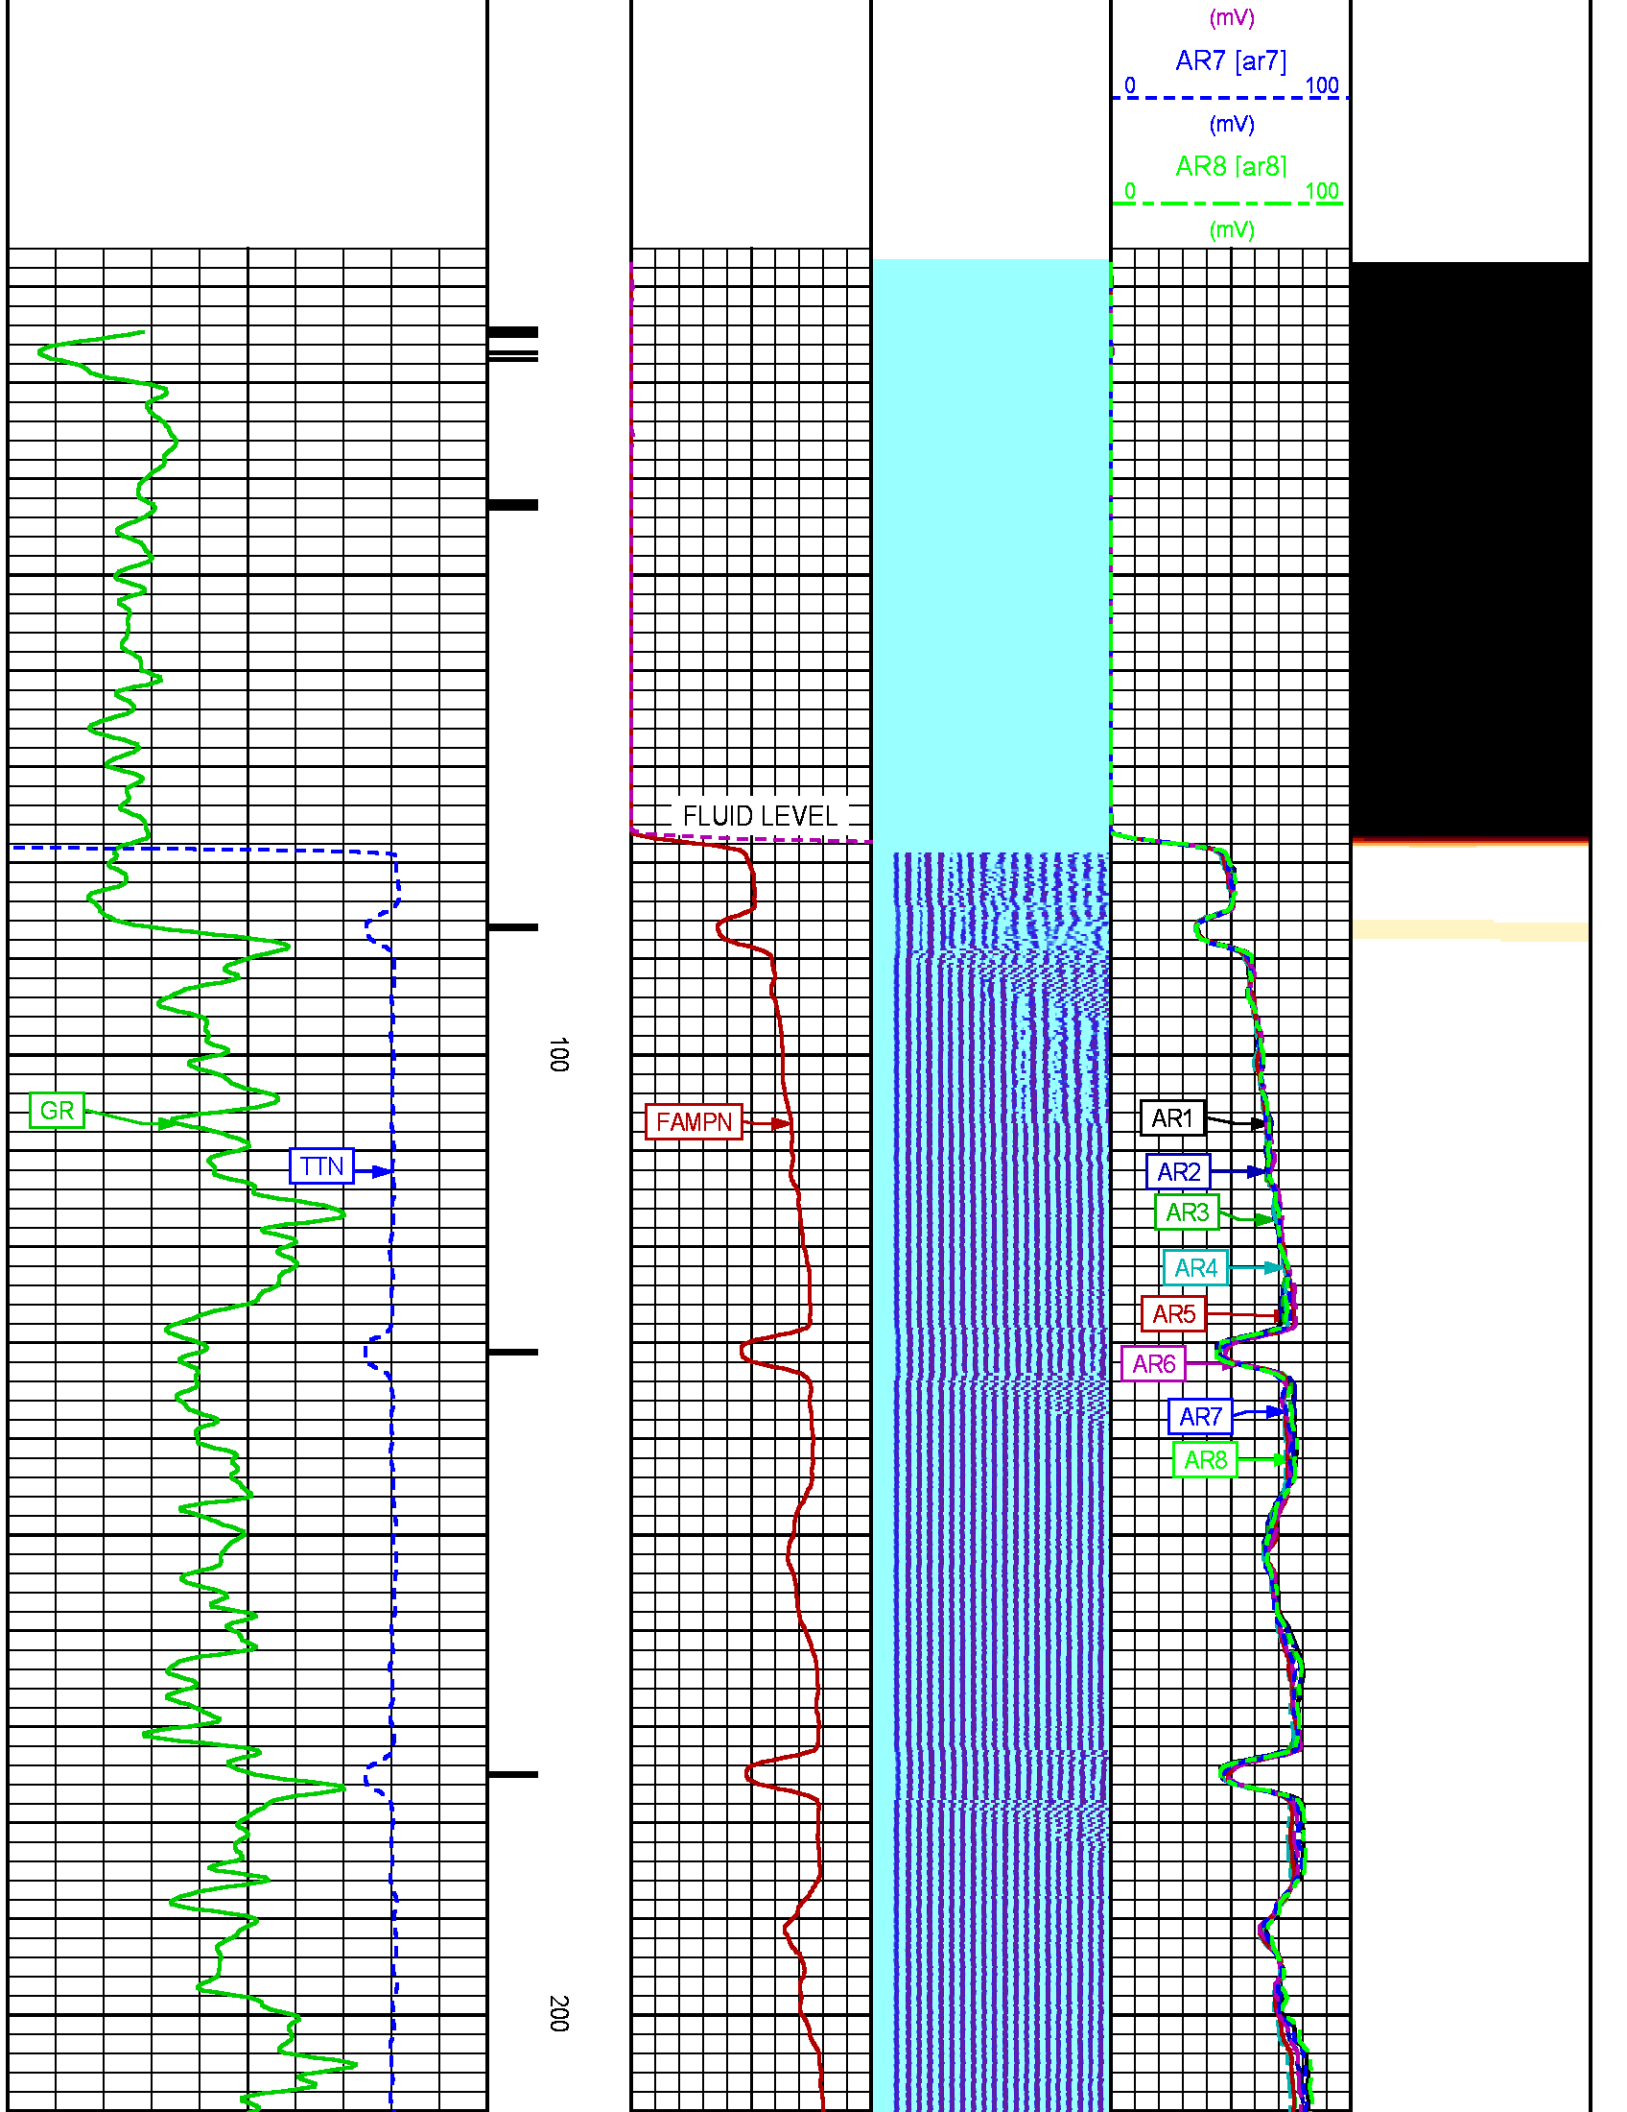 (mV)
AR7 [ar7]
0 100
(mV)
AR8 [ar8]
0 100
(mV)
FLUID LEVEL
100
GR
FAMPN
AR1
TTN
AR2
AR3
AR4
AR5
AR6
AR7
AR8
200